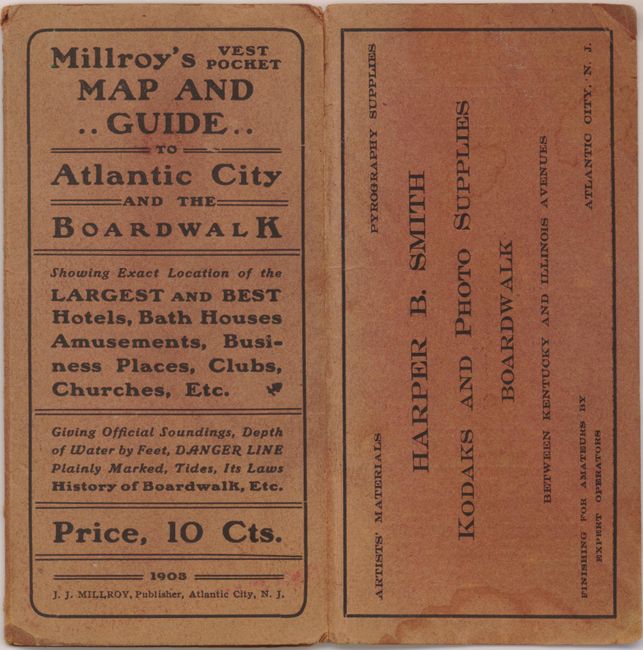 Millroy's VEST POCKET
MAP AND
.. GUIDE ..
TO
Atlantic City
AND THE
BOARDWALK
Showing Exact Location of the
LARGEST AND BEST
Hotels, Bath Houses
Amusements, Busi-
ness Places, Clubs,
Churches, Etc.
Giving Official Soundings, Depth
of Water by Feet, DANGER LINE
Plainly Marked, Tides, Its Laws
History of Boardwalk, Etc.
Price, 10 Cts.
1903
J. J. MILLROY, Publisher, Atlantic City, N. J.
ARTISTS' MATERIALS PYROGRAPHY SUPPLIES
HARPER B. SMITH
KODAKS AND PHOTO SUPPLIES
BOARDWALK
BETWEEN KENTUCKY AND ILLINOIS AVENUES
FINISHING FOR AMATEURS BY ATLANTIC CITY, N. J.
EXPERT OPERATORS